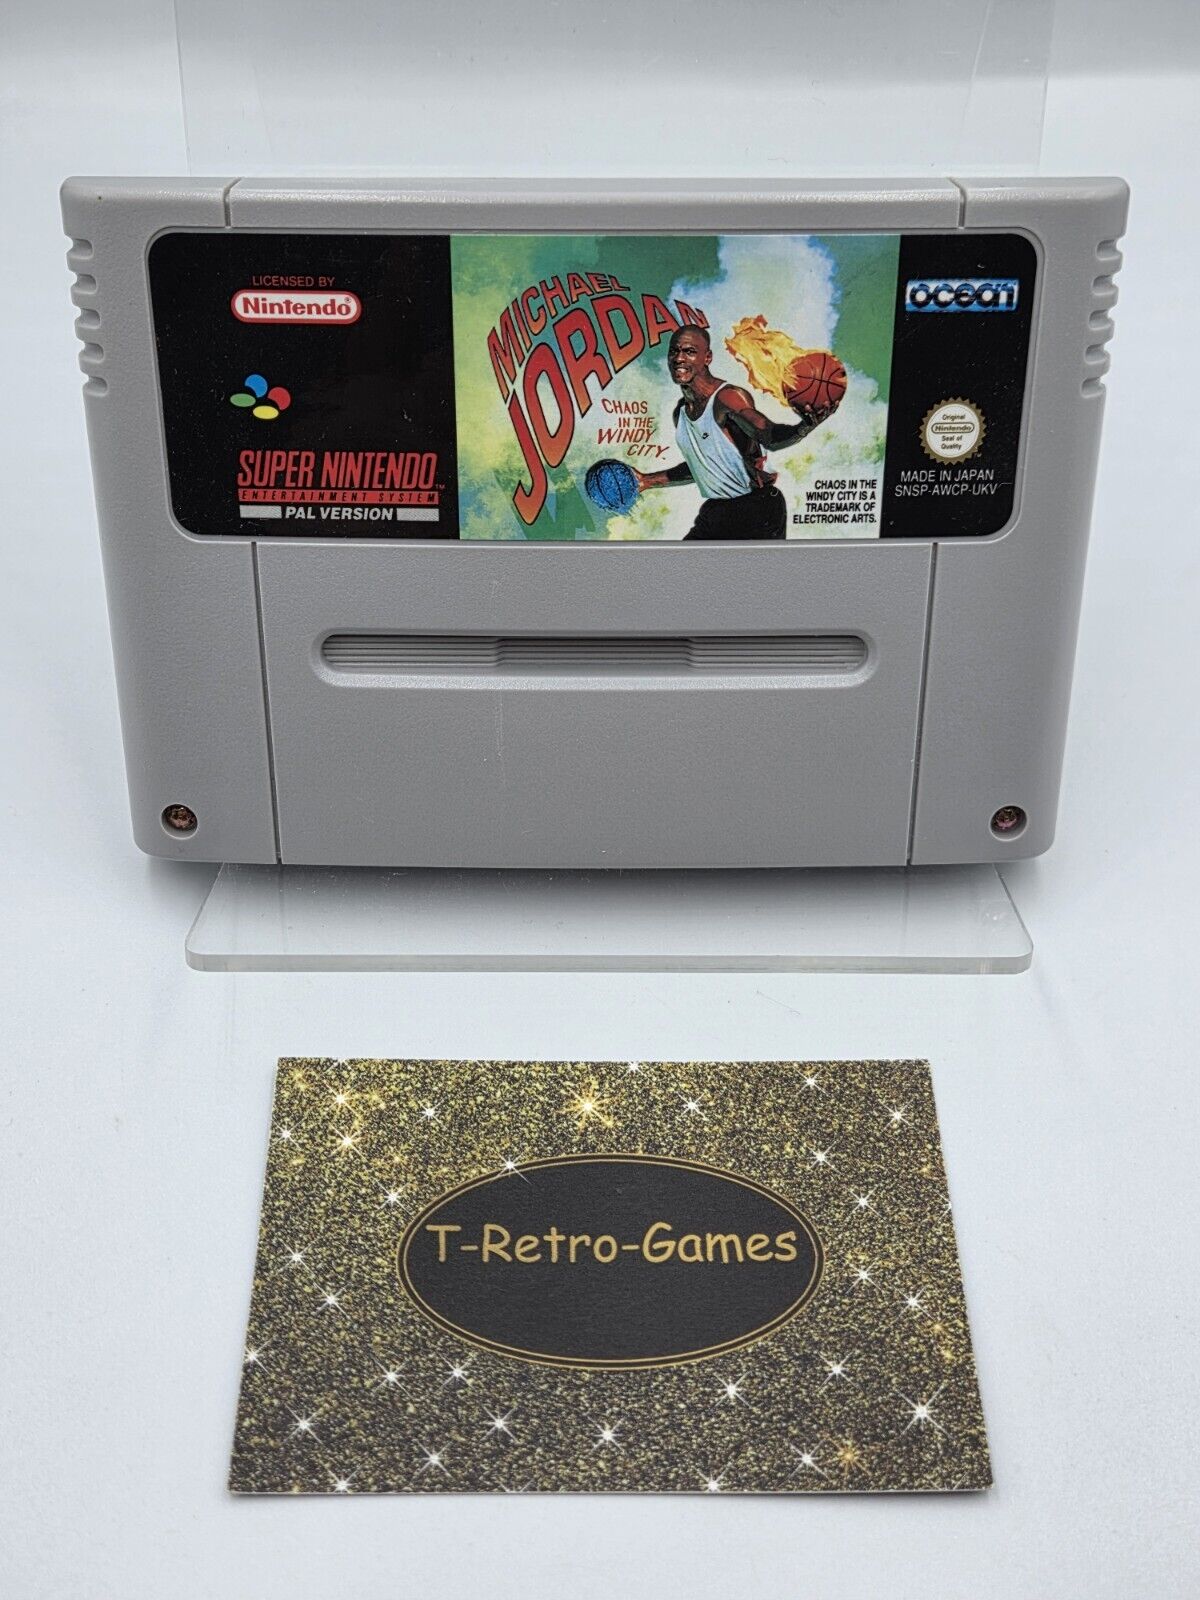 LICENSED BY
Nintendo®
SUPER NINTENDO™
ENTERTAINMENT SYSTEM
PAL VERSION
MICHAEL
JORDAN
CHAOS
IN THE
WINDY
CITY™
CHAOS IN THE
WINDY CITY IS A
TRADEMARK OF
ELECTRONIC ARTS.
ocean
Original
Nintendo
Seal of
Quality
MADE IN JAPAN
SNSP-AWCP-UKV
T-Retro-Games